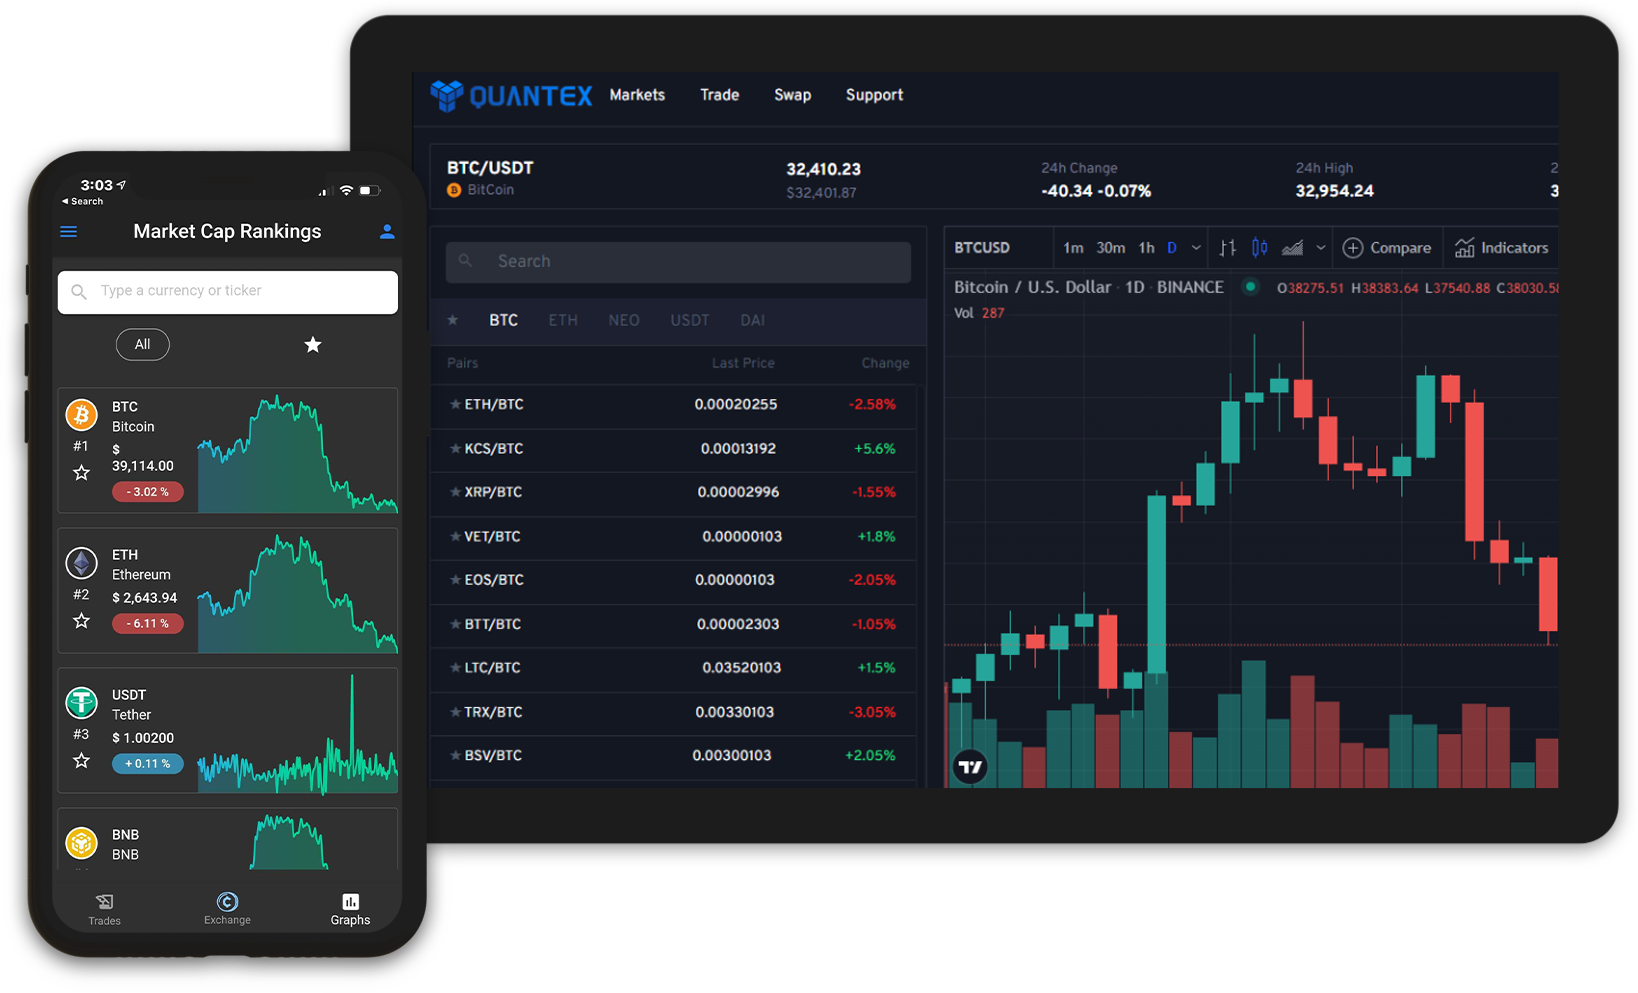 QUANTEX Markets Trade Swap Support
BTC/USDT 32,410.23 24h Change 24h High 2
BitCoin $32,401.87 -40.34 -0.07% 32,954.24 3
Search
BTC ETH NEO USDT DAI
Pairs Last Price Change
ETH/BTC 0.00020255 -2.58%
KCS/BTC 0.00013192 +5.6%
XRP/BTC 0.00002996 -1.55%
VET/BTC 0.00000103 +1.8%
EOS/BTC 0.00000103 -2.05%
BTT/BTC 0.00002303 -1.05%
LTC/BTC 0.03520103 +1.5%
TRX/BTC 0.00330103 -3.05%
BSV/BTC 0.00300103 +2.05%
BTCUSD 1m 30m 1h D Compare Indicators
Bitcoin / U.S. Dollar · 1D · BINANCE O38275.51 H38383.64 L37540.88 C38030.58
Vol 287
3:03
Search
Market Cap Rankings
Type a currency or ticker
All
BTC
Bitcoin
#1
$
39,114.00
- 3.02 %
ETH
Ethereum
#2
$ 2,643.94
- 6.11 %
USDT
Tether
#3
$ 1.00200
+ 0.11 %
BNB
BNB
Trades Exchange Graphs